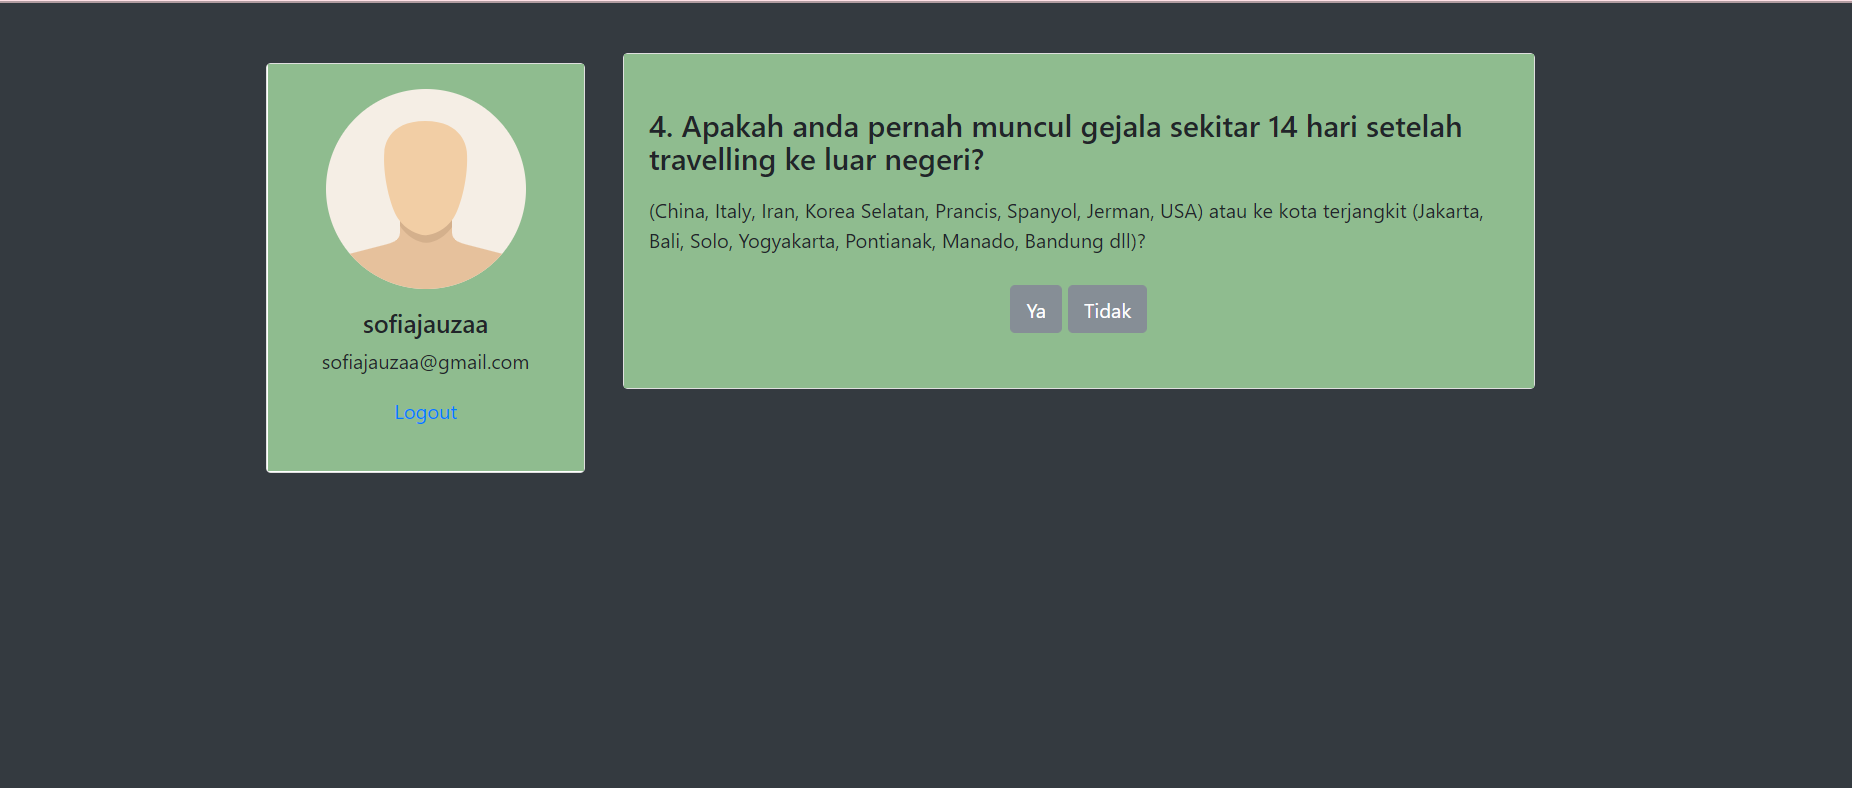 sofiajauzaa
sofiajauzaa@gmail.com
Logout
4. Apakah anda pernah muncul gejala sekitar 14 hari setelah
travelling ke luar negeri?
(China, Italy, Iran, Korea Selatan, Prancis, Spanyol, Jerman, USA) atau ke kota terjangkit (Jakarta,
Bali, Solo, Yogyakarta, Pontianak, Manado, Bandung dll)?
Ya Tidak